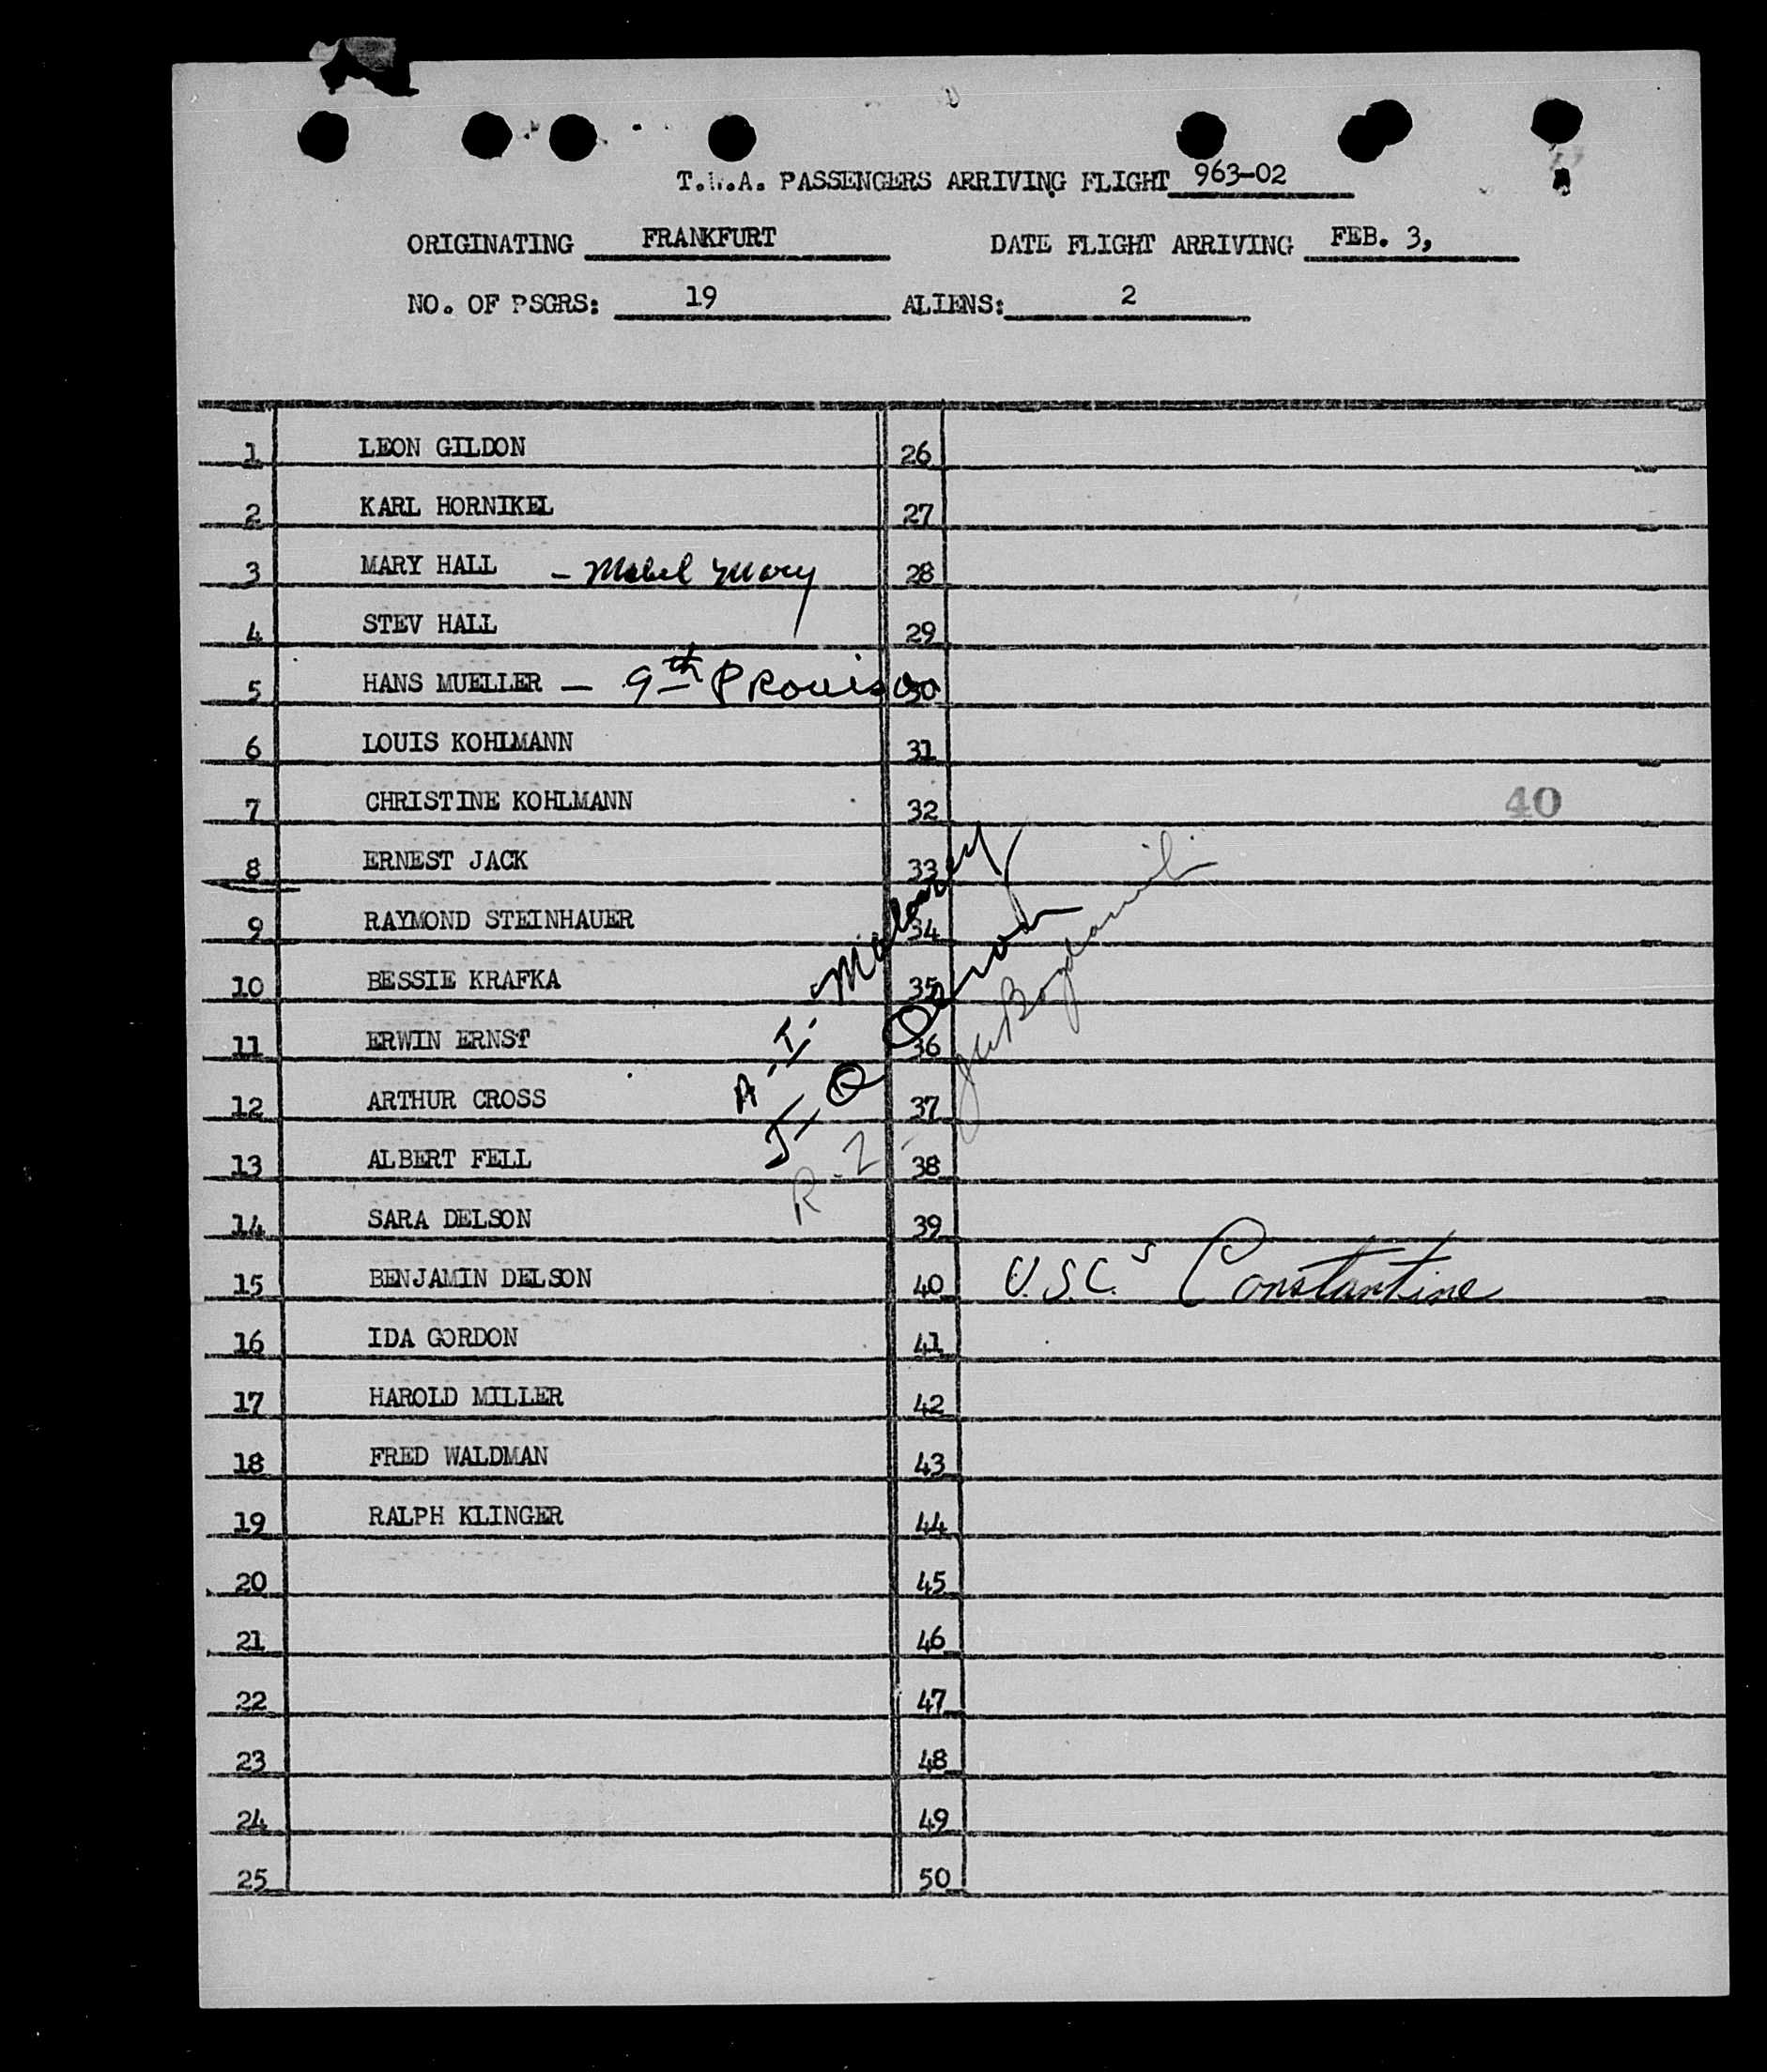 T.W.A. PASSENGERS ARRIVING FLIGHT 963-02
ORIGINATING FRANKFURT DATE FLIGHT ARRIVING FEB. 3,
NO. OF PSGRS: 19 ALIENS: 2
1 LEON GILDON 26
2 KARL HORNIKEL 27
3 MARY HALL - Mabel Mary 28
4 STEV HALL 29
5 HANS MUELLER - 9th PROviso 30
6 LOUIS KOHLMANN 31
7 CHRISTINE KOHLMANN 32 40
8 ERNEST JACK 33
9 RAYMOND STEINHAUER 34
10 BESSIE KRAFKA 35
11 ERWIN ERNST 36
12 ARTHUR CROSS 37
13 ALBERT FELL 38
14 SARA DELSON 39
15 BENJAMIN DELSON 40 U.S.C.s Constantine
16 IDA GORDON 41
17 HAROLD MILLER 42
18 FRED WALDMAN 43
19 RALPH KLINGER 44
20 45
21 46
22 47
23 48
24 49
25 50
A-I-
J-
R-2-